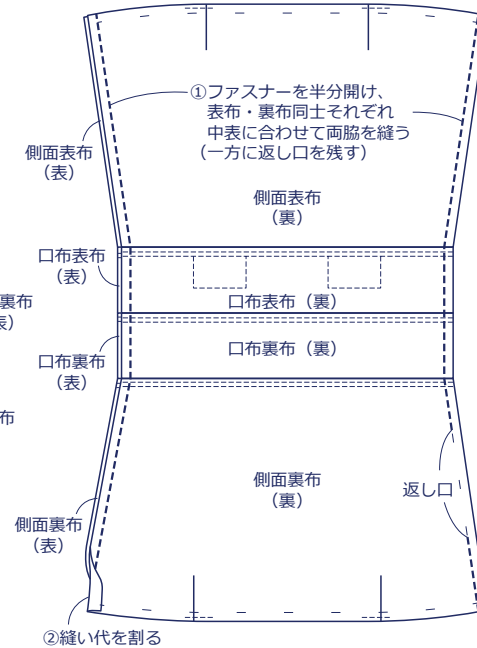 ①ファスナーを半分開け、
表布・裏布同士それぞれ
中表に合わせて両脇を縫う
（一方に返し口を残す）
側面表布
（表）
側面表布
（裏）
口布表布
（表）
裏布
表）
口布表布（裏）
口布裏布（裏）
口布裏布
（表）
布
側面裏布
（裏）
返し口
側面裏布
（表）
②縫い代を割る